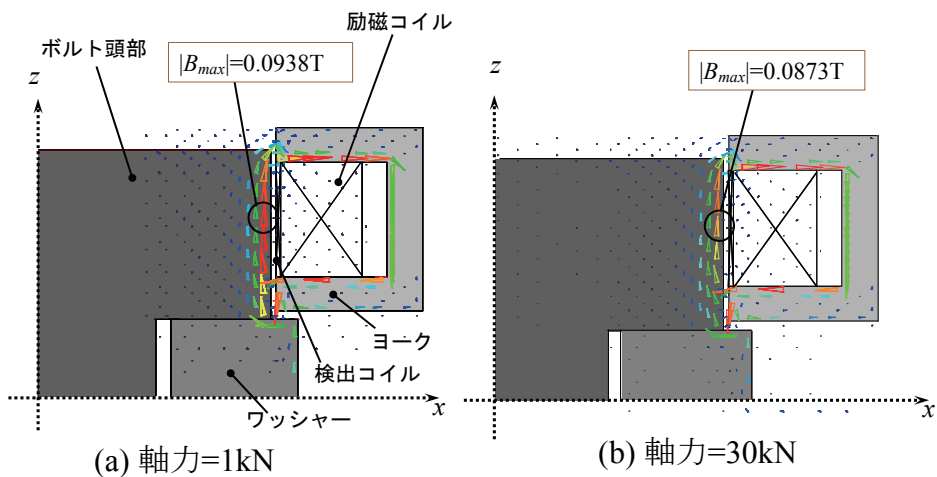 励磁コイル
ボルト頭部
|Bmax|=0.0938T
z
ヨーク
検出コイル
ワッシャー
x
(a) 軸力=1kN
|Bmax|=0.0873T
z
x
(b) 軸力=30kN